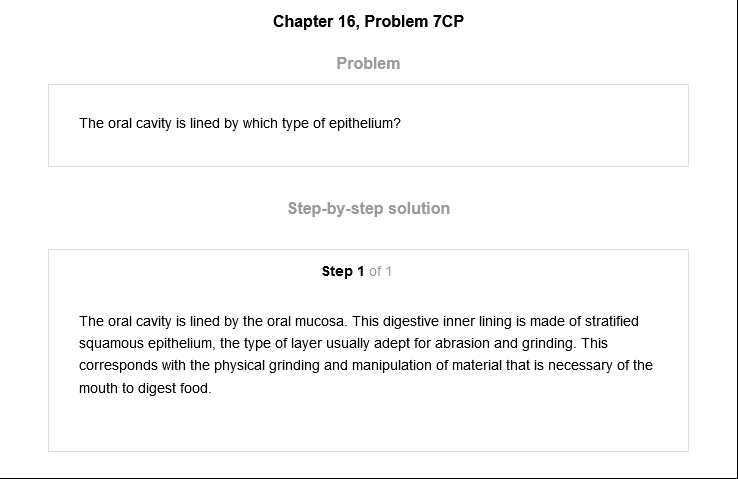 Chapter 16, Problem 7CP
Problem
The oral cavity is lined by which type of epithelium?
Step-by-step solution
Step 1 of 1
The oral cavity is lined by the oral mucosa. This digestive inner lining is made of stratified
squamous epithelium, the type of layer usually adept for abrasion and grinding. This
corresponds with the physical grinding and manipulation of material that is necessary of the
mouth to digest food.